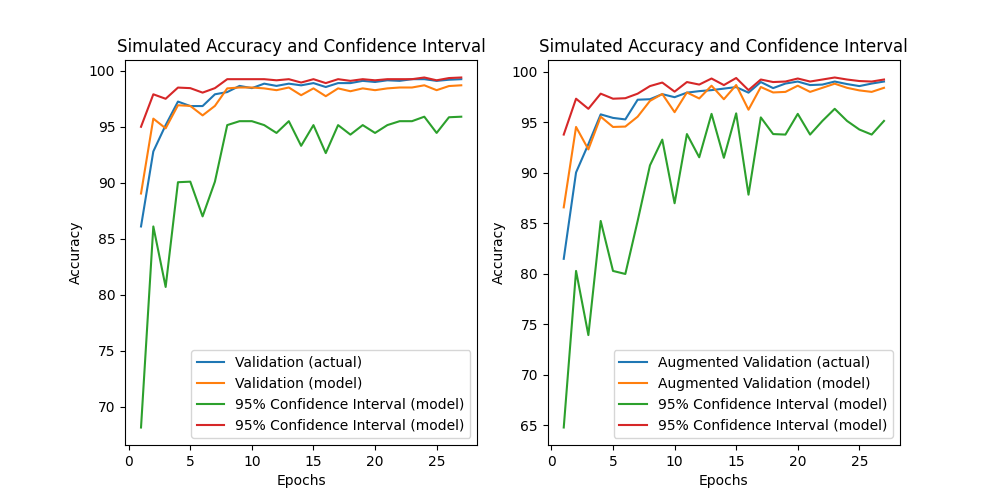 Simulated Accuracy and Confidence Interval
100
95
90
85
80
75
70
Accuracy
0
5
10
15
20
25
Epochs
Validation (actual)
Validation (model)
95% Confidence Interval (model)
95% Confidence Interval (model)
Simulated Accuracy and Confidence Interval
100
95
90
85
80
75
70
65
Accuracy
0
5
10
15
20
25
Epochs
Augmented Validation (actual)
Augmented Validation (model)
95% Confidence Interval (model)
95% Confidence Interval (model)